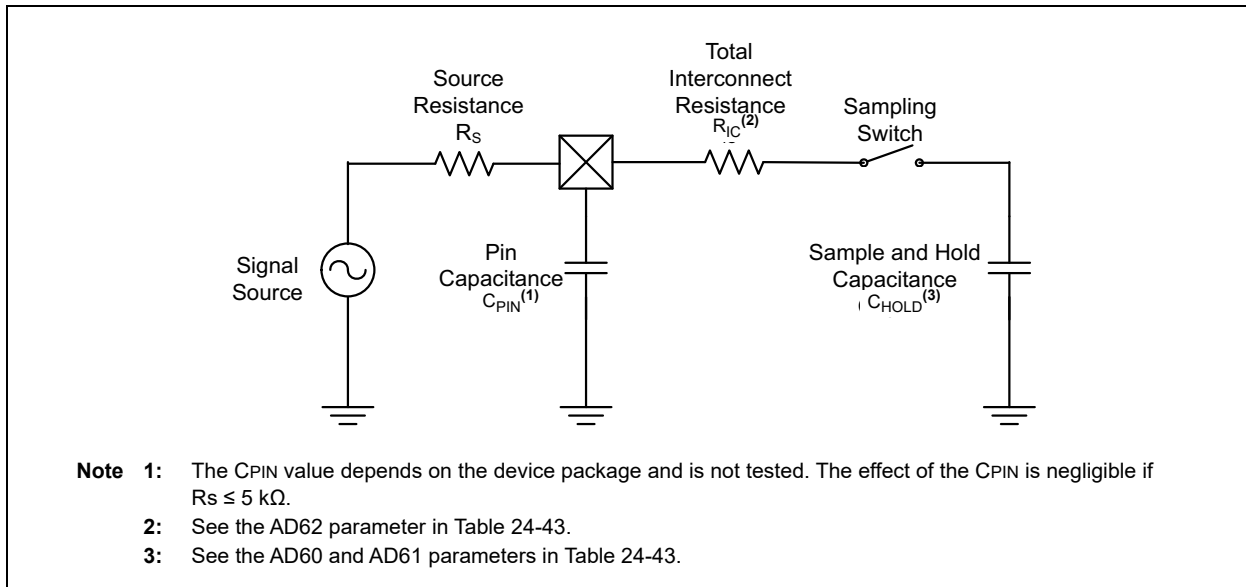 Total
Interconnect
Resistance
R_IC(2)
Source
Resistance
R_S
Sampling
Switch
Signal
Source
Pin
Capacitance
C_PIN(1)
Sample and Hold
Capacitance
C_HOLD(3)
Note 1: The CPIN value depends on the device package and is not tested. The effect of the CPIN is negligible if
Rs ≤ 5 kΩ.
2: See the AD62 parameter in Table 24-43.
3: See the AD60 and AD61 parameters in Table 24-43.